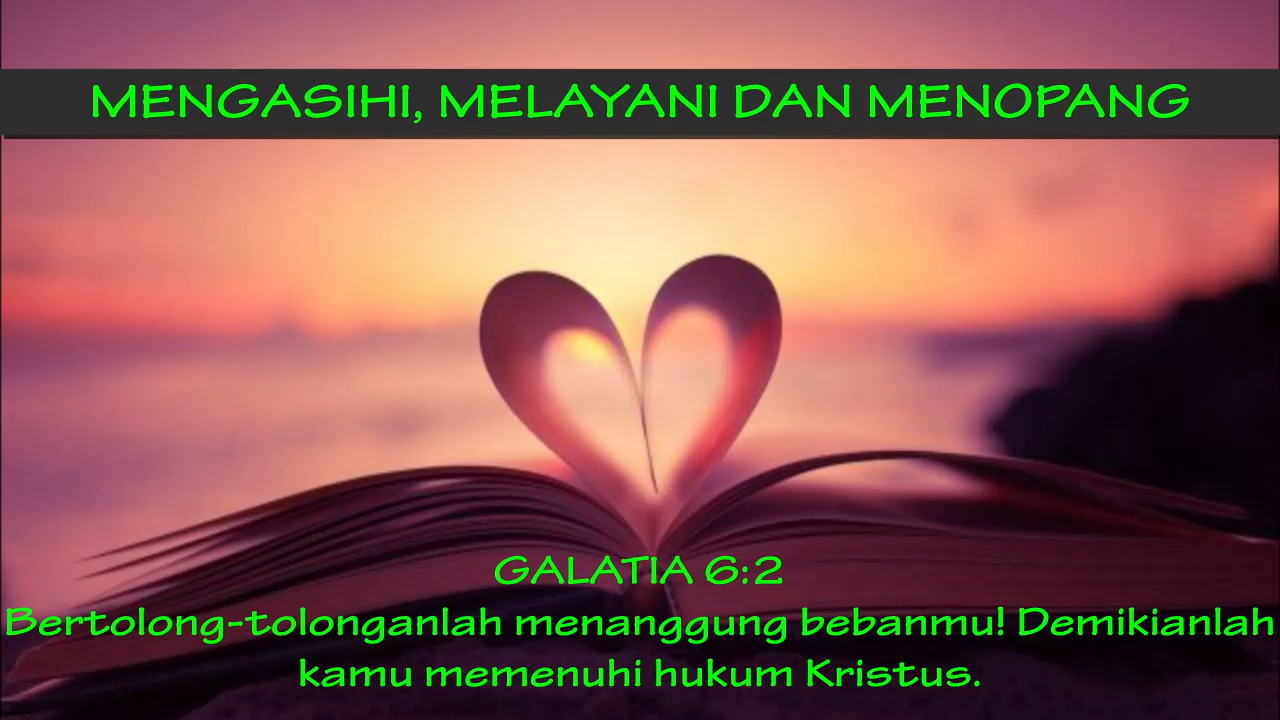 MENGASIHI, MELAYANI DAN MENOPANG
GALATIA 6:2
Bertolong-tolonganlah menanggung bebanmu! Demikianlah
kamu memenuhi hukum Kristus.